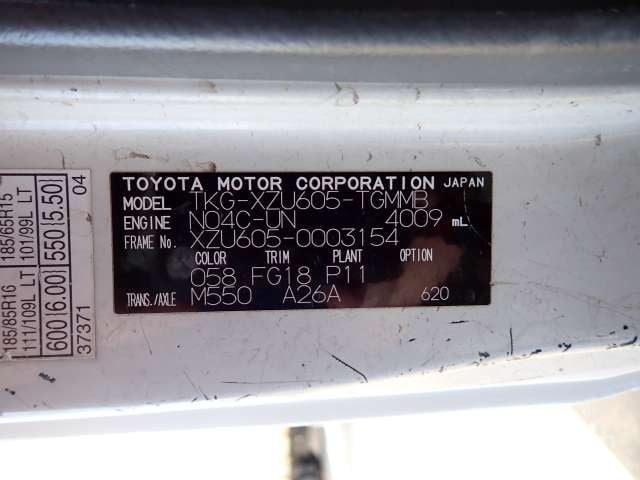 TOYOTA MOTOR CORPORATION JAPAN
MODEL TKG-XZU605-TGMMB
ENGINE N04C-UN 4009 mL
FRAME NO. XZU605-0003154
COLOR TRIM PLANT OPTION
058 FG18 P11
TRANS./AXLE M550 A26A 620
185/85R16 185/65R15
111/109L LT 101/99L LT
600 6.00 550 5.50
37371 04